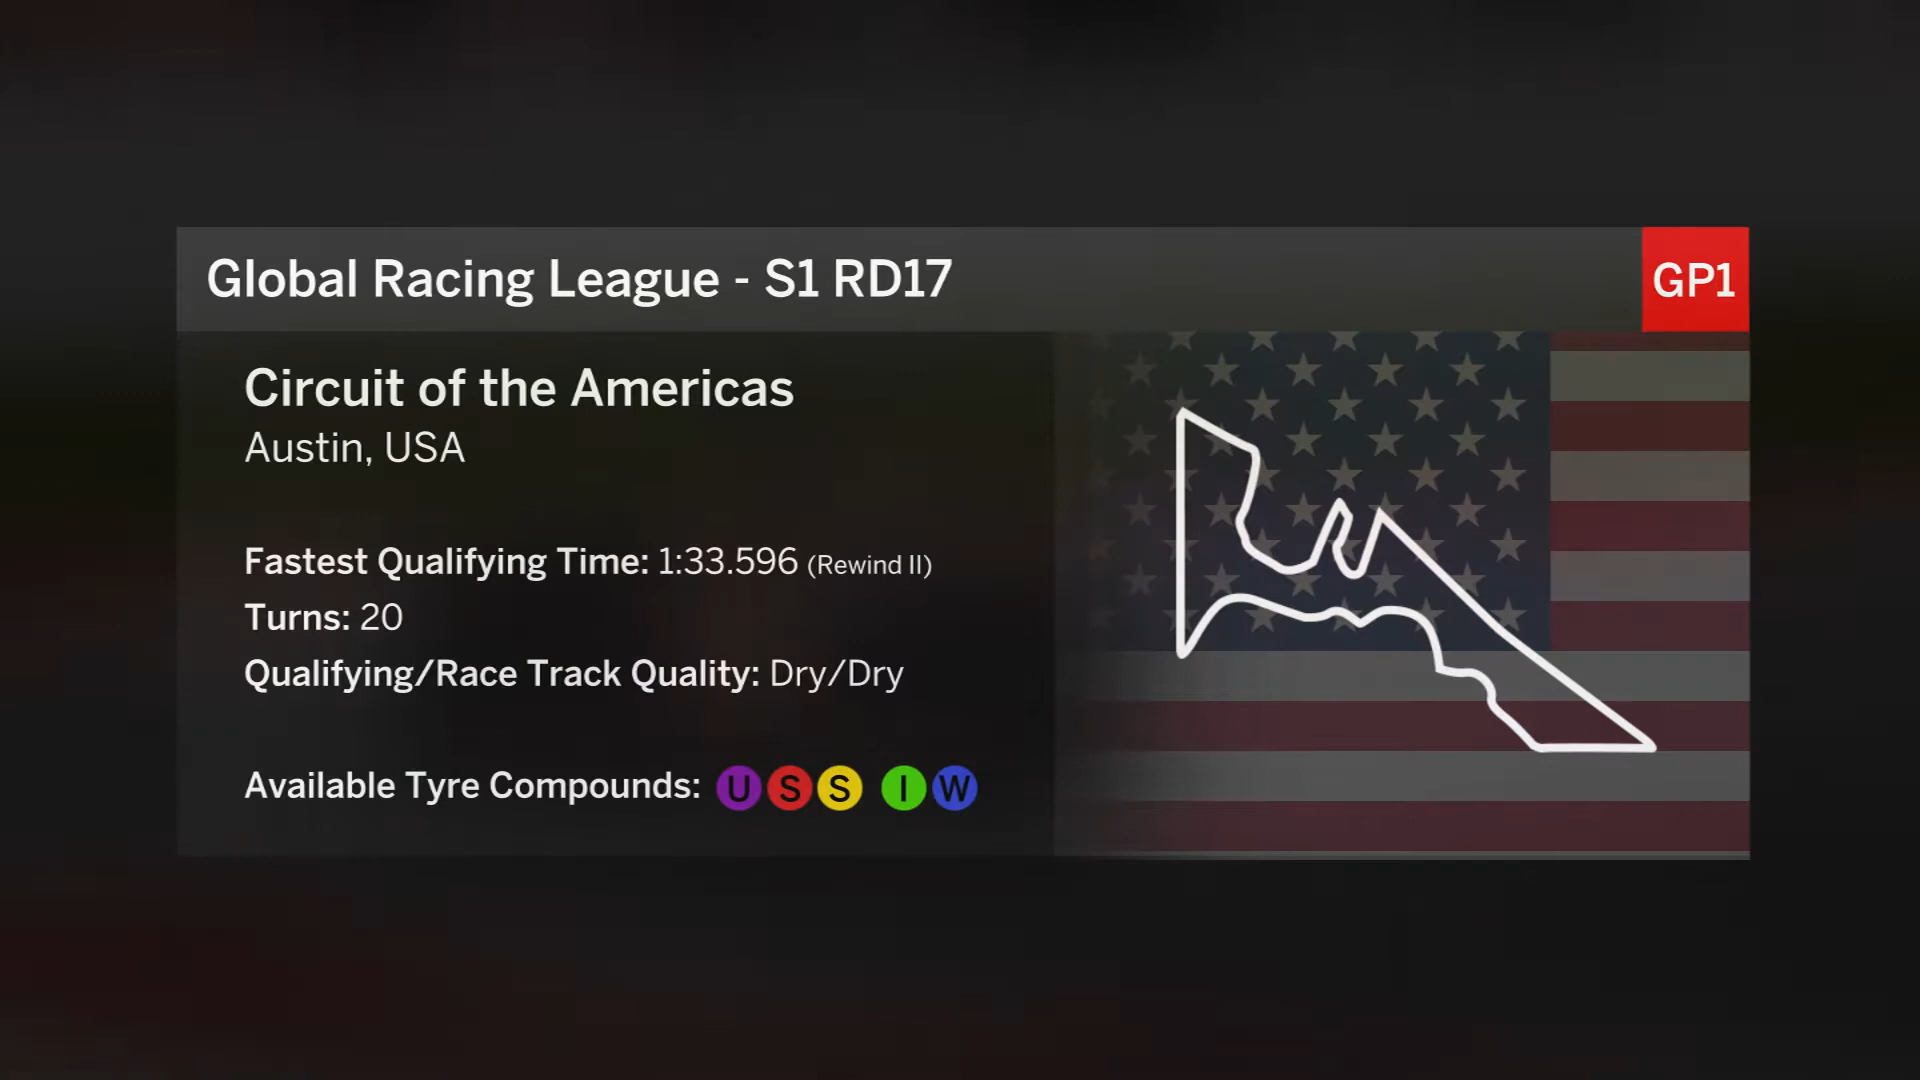 Global Racing League - S1 RD17
GP1
Circuit of the Americas
Austin, USA
Fastest Qualifying Time: 1:33.596 (Rewind II)
Turns: 20
Qualifying/Race Track Quality: Dry/Dry
Available Tyre Compounds: U S S I W